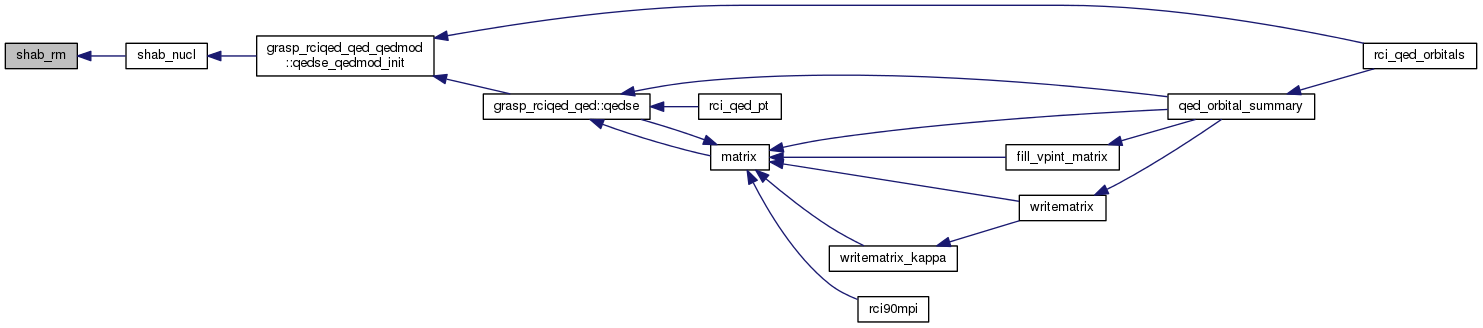 shab_rm
shab_nucl
grasp_rciqed_qed_qedmod
::qedse_qedmod_init
rci_qed_orbitals
grasp_rciqed_qed::qedse
rci_qed_pt
qed_orbital_summary
matrix
fill_vpint_matrix
writematrix
writematrix_kappa
rci90mpi